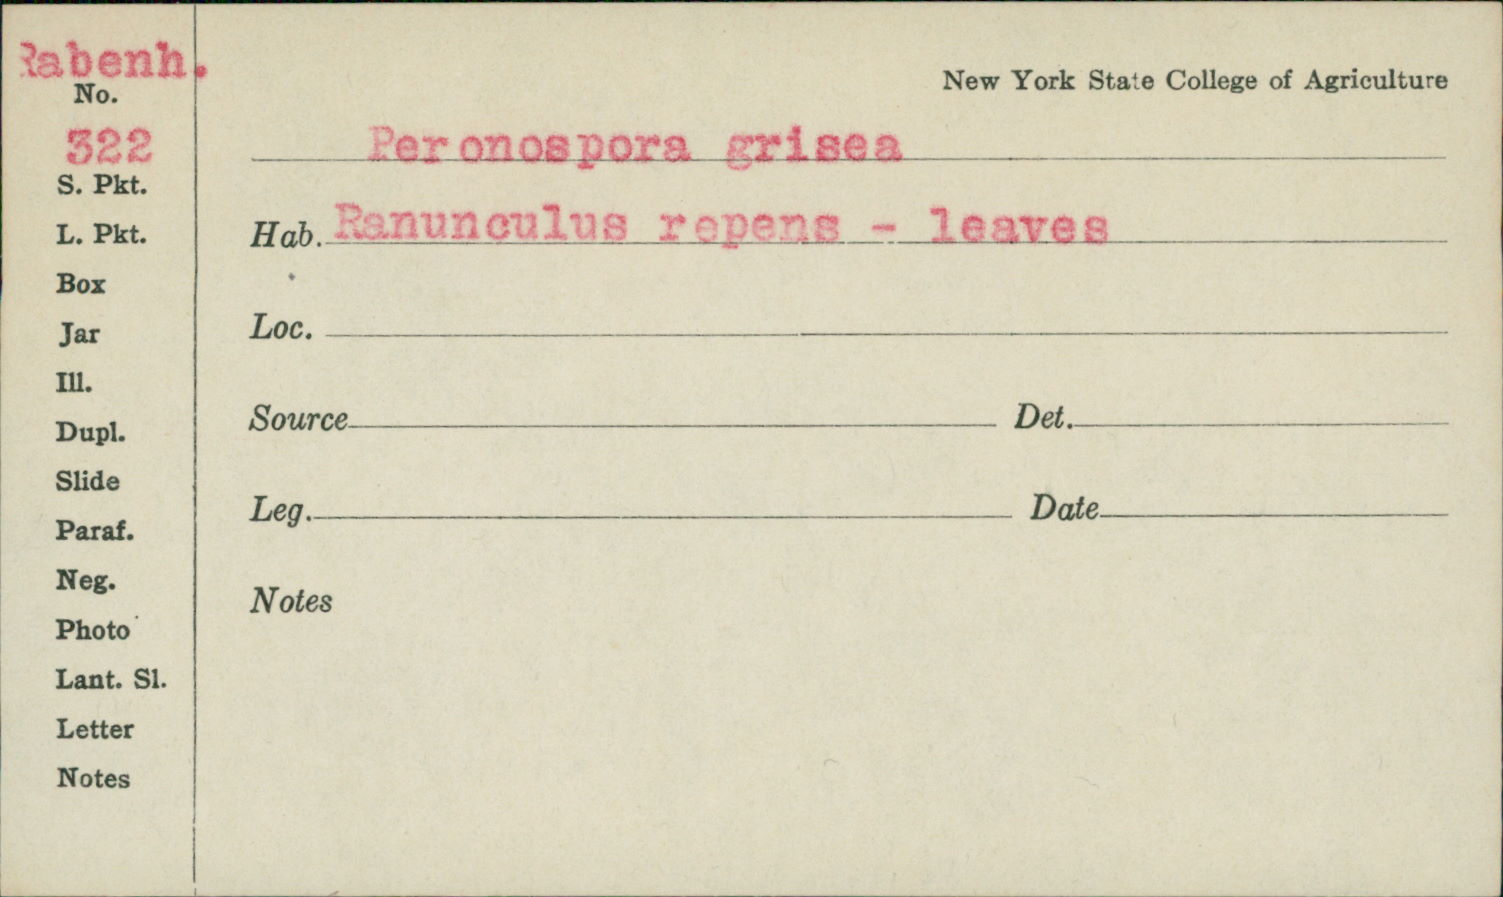 Rabenh.
No.
322
S. Pkt.
L. Pkt.
Box
Jar
Ill.
Dupl.
Slide
Paraf.
Neg.
Photo
Lant. Sl.
Letter
Notes
New York State College of Agriculture
Peronospora grisea
Hab. Ranunculus repens - leaves
Loc.
Source Det.
Leg. Date
Notes